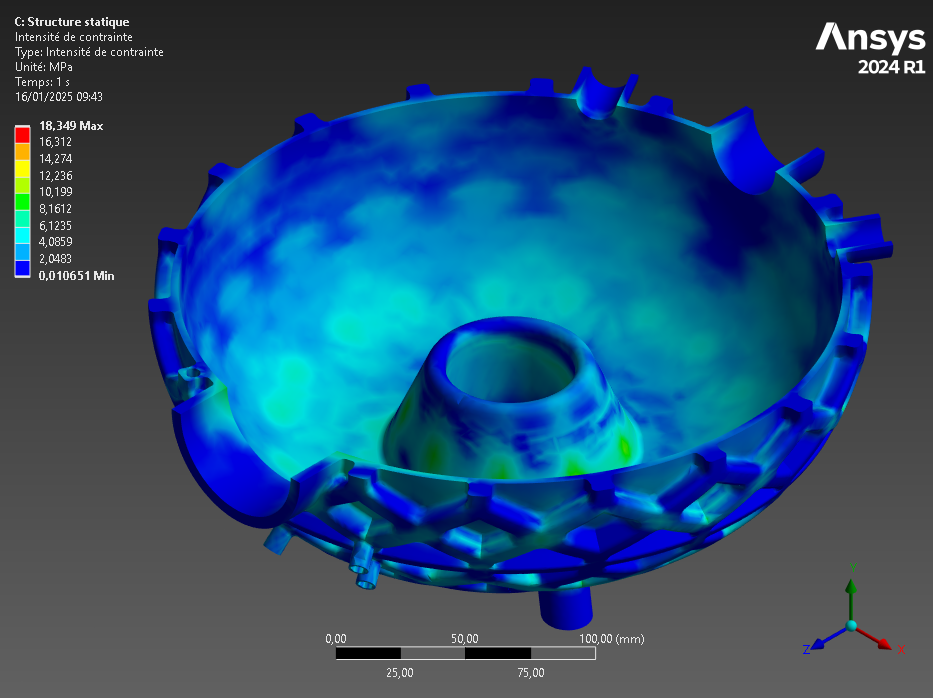 C: Structure statique
Intensité de contrainte
Type: Intensité de contrainte
Unité: MPa
Temps: 1 s
16/01/2025 09:43
Ansys
2024 R1
18,349 Max
16,312
14,274
12,236
10,199
8,1612
6,1235
4,0859
2,0483
0,010651 Min
0,00 50,00 100,00 (mm)
25,00 75,00
Y
Z X